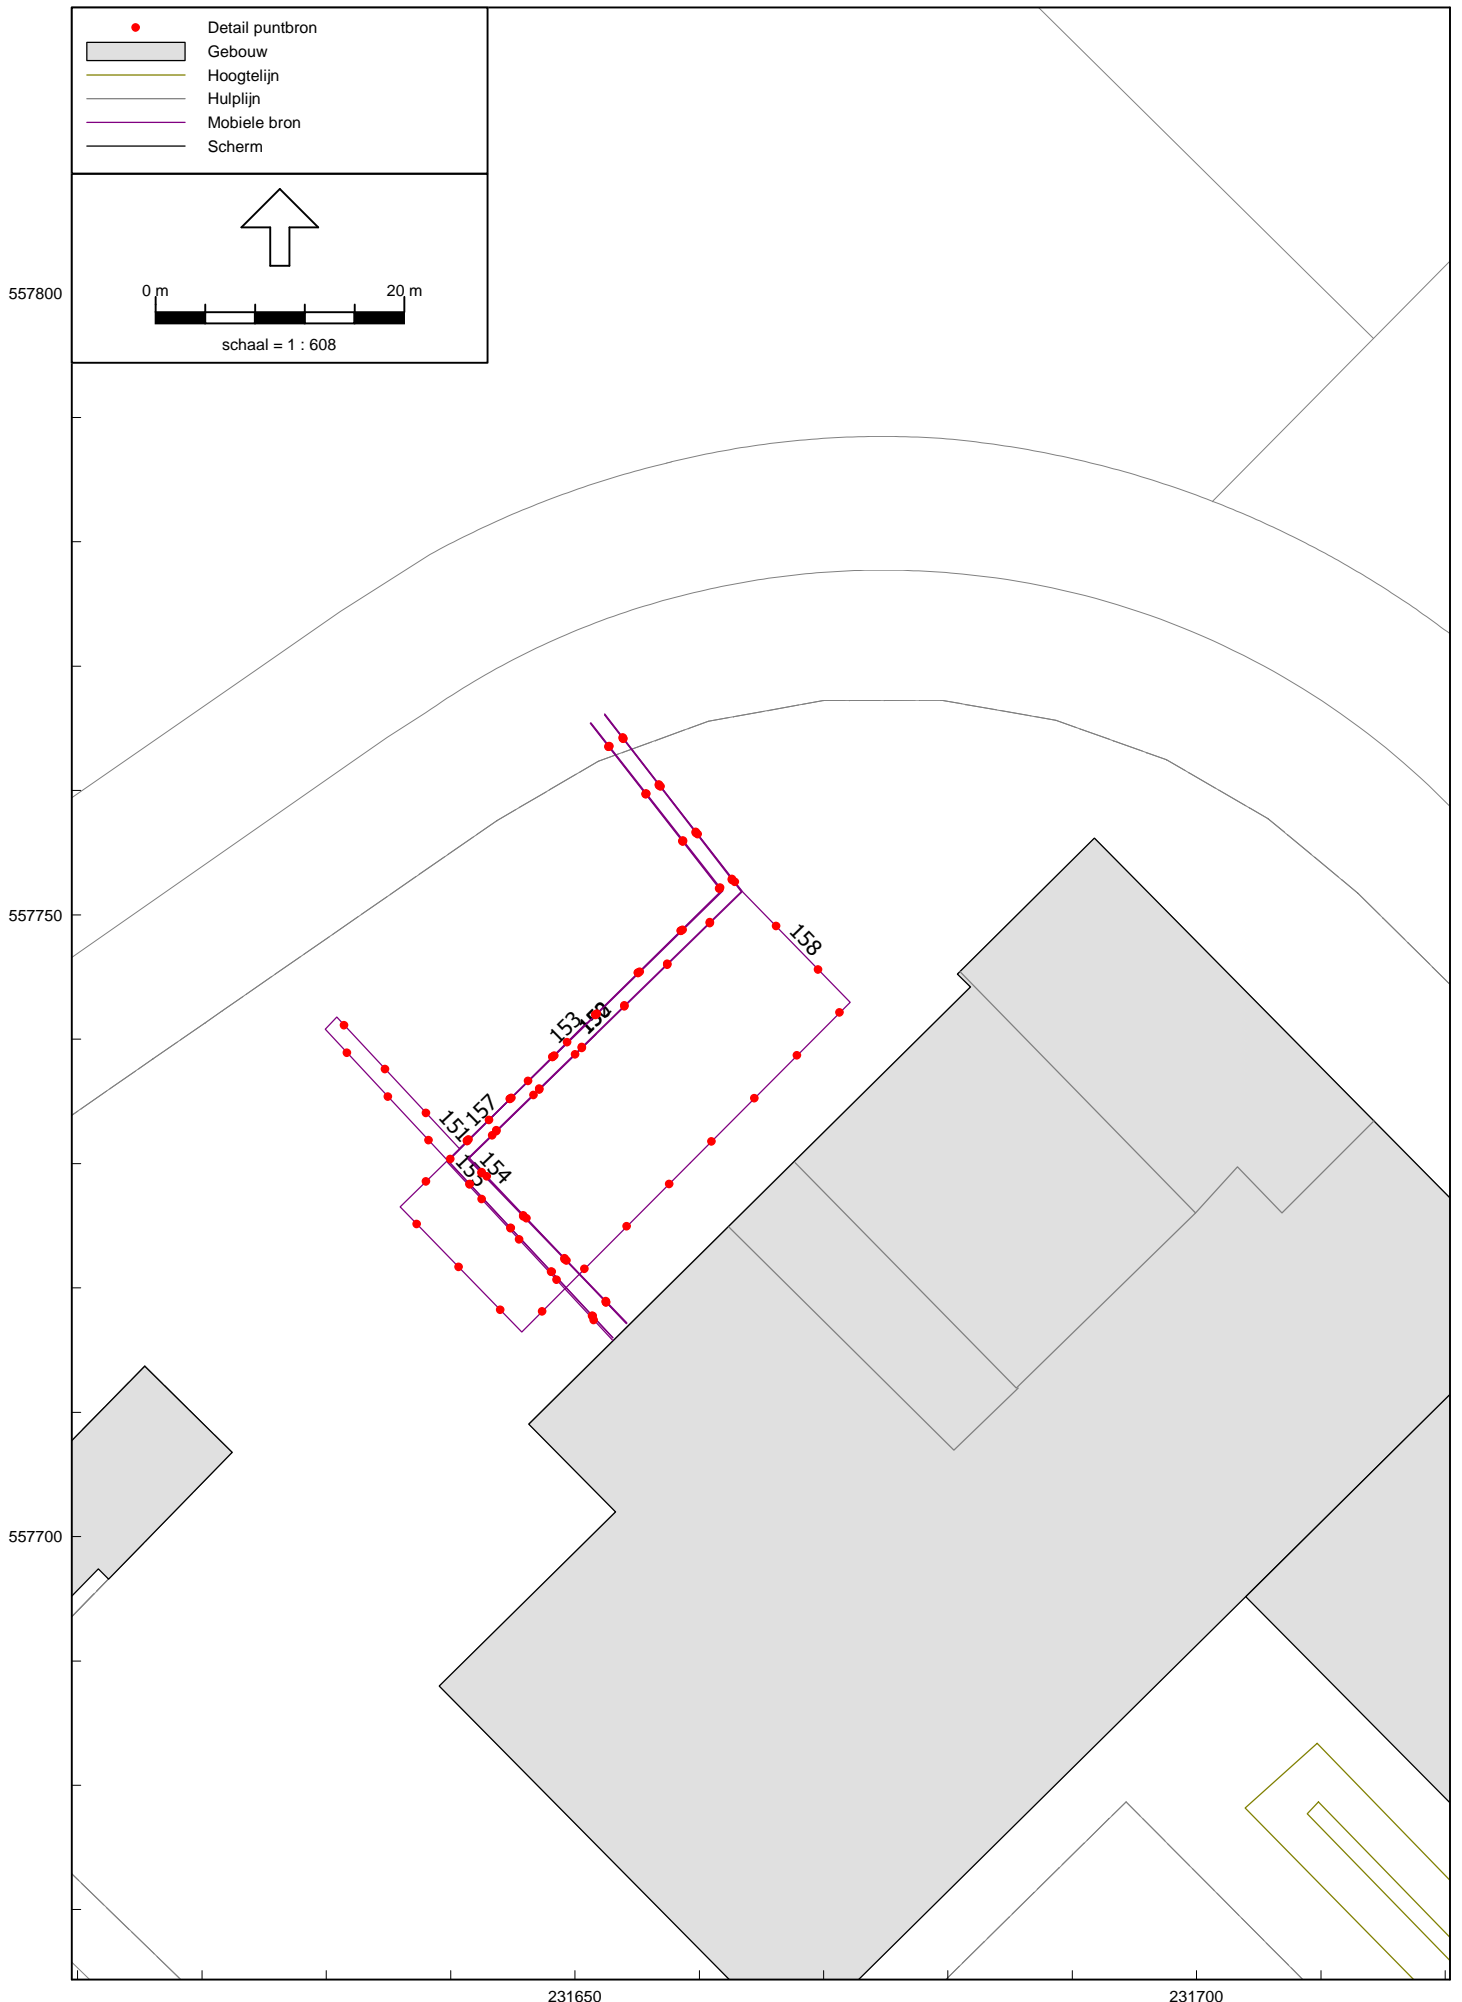 Detail puntbron
Gebouw
Hoogtelijn
Hulplijn
Mobiele bron
Scherm
0 m 20 m
schaal = 1 : 608
557800
557750
158
153
157
151
154
155
557700
231650 231700